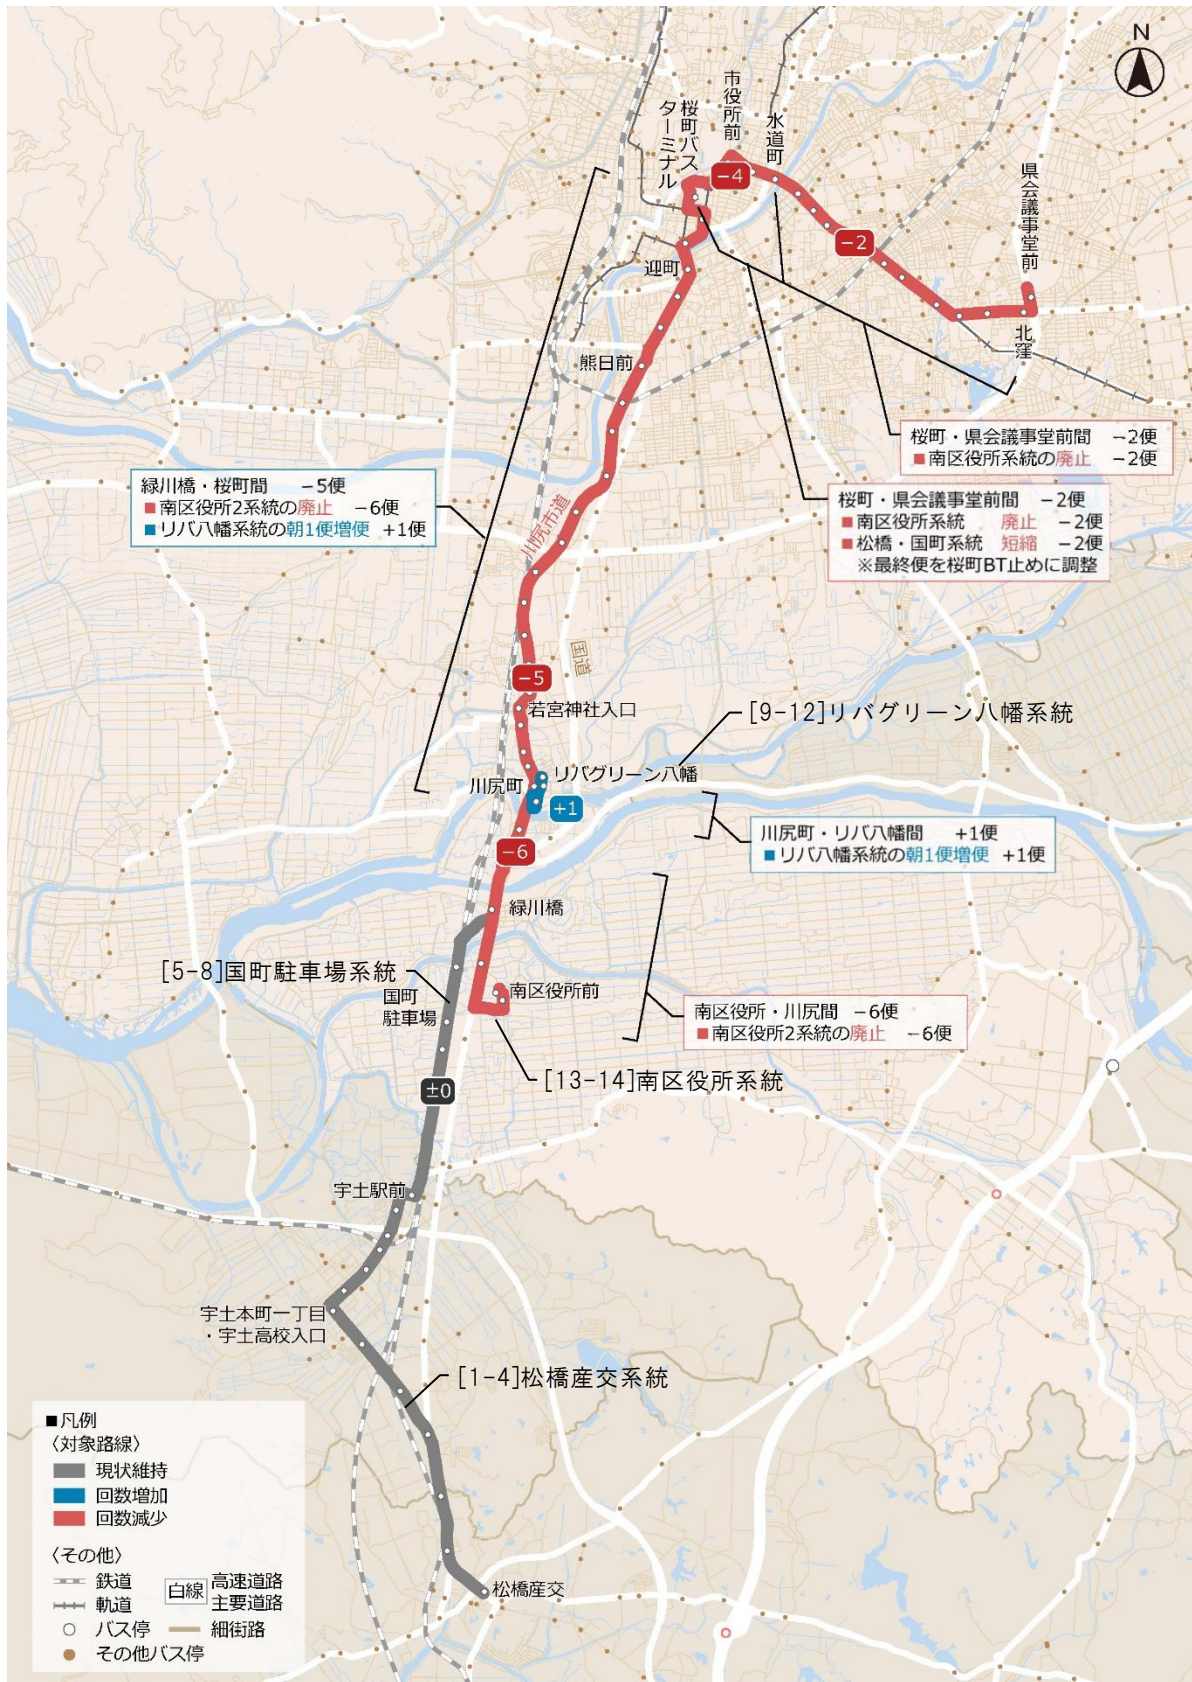 N
市役所前
桜町バス
ターミナル
水道町
県会議事堂前
−4
−2
迎町
北窪
熊日前
桜町・県会議事堂前間　−2便
■南区役所系統の廃止　−2便
桜町・県会議事堂前間　−2便
■南区役所系統　廃止　−2便
■松橋・国町系統　短縮　−2便
※最終便を桜町BT止めに調整
緑川橋・桜町間　−5便
■南区役所2系統の廃止　−6便
■リバ八幡系統の朝1便増便　+1便
川尻市道
国道
−5
若宮神社入口
[9-12]リバグリーン八幡系統
リバグリーン八幡
川尻町
+1
川尻町・リバ八幡間　+1便
■リバ八幡系統の朝1便増便　+1便
−6
緑川橋
[5-8]国町駐車場系統
国町
駐車場
南区役所前
南区役所・川尻間　−6便
■南区役所2系統の廃止　−6便
[13-14]南区役所系統
±0
宇土駅前
宇土本町一丁目
・宇土高校入口
[1-4]松橋産交系統
松橋産交
■凡例
〈対象路線〉
現状維持
回数増加
回数減少
〈その他〉
鉄道
軌道
バス停
その他バス停
白線
高速道路
主要道路
細街路